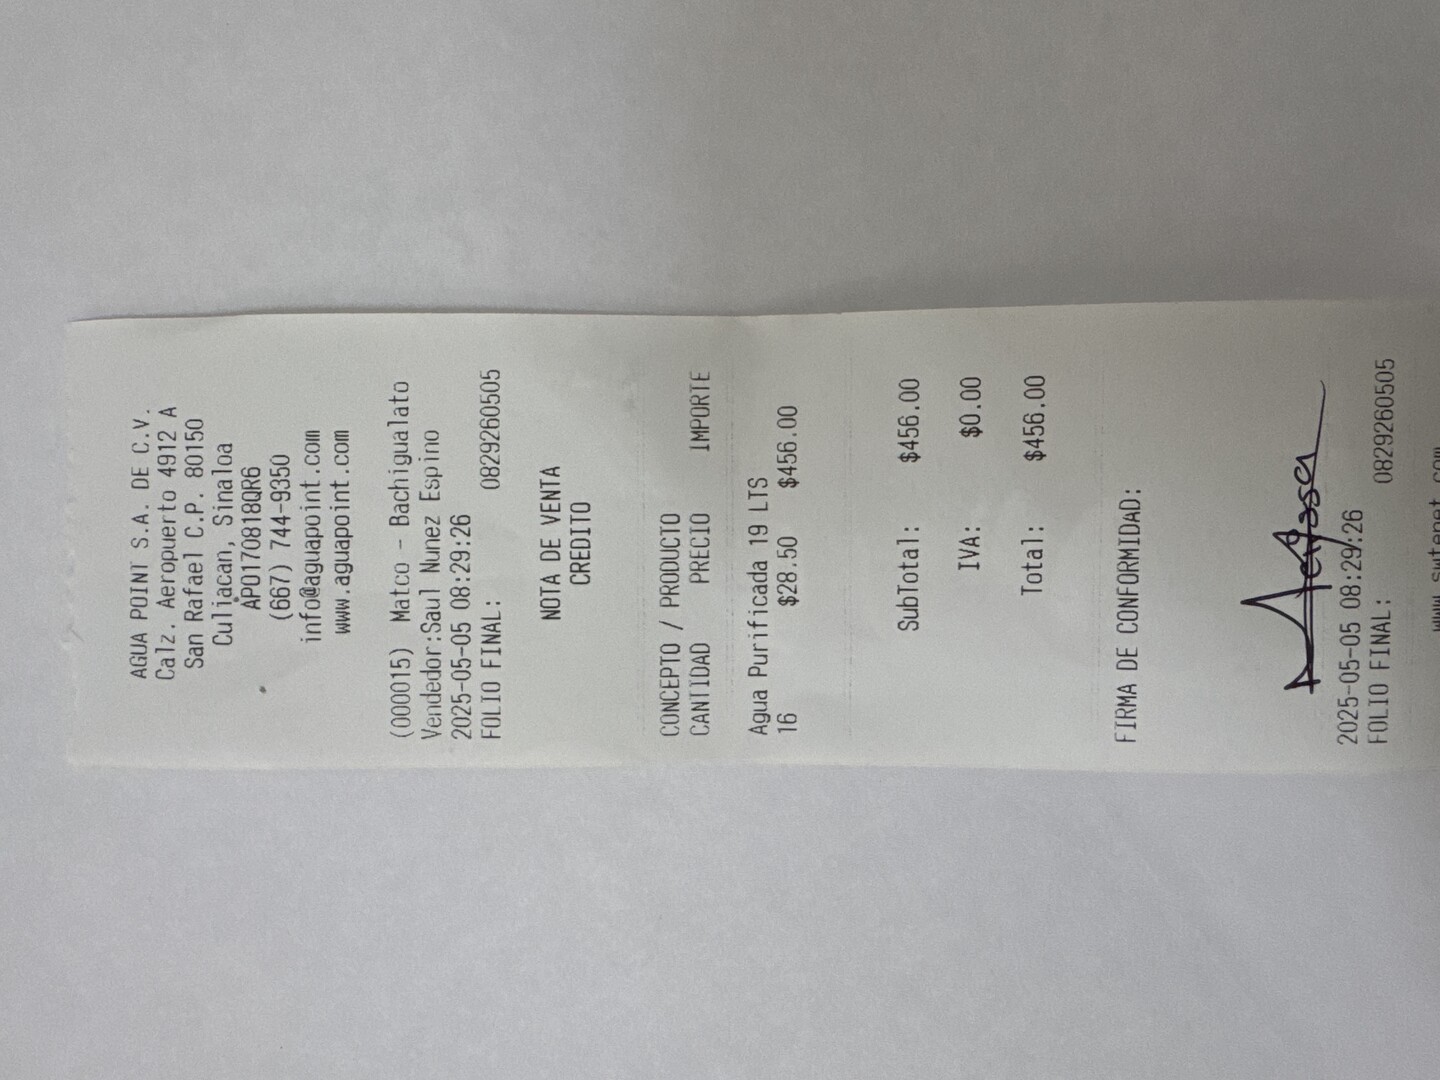 AGUA POINT S.A. DE C.V.
Calz. Aeropuerto 4912 A
San Rafael C.P. 80150
Culiacan, Sinaloa
APO170818QR6
(667) 744-9350
info@aguapoint.com
www.aguapoint.com
(000015) Matco - Bachigualato
Vendedor:Saul Nunez Espino
2025-05-05 08:29:26
FOLIO FINAL: 0829260505
NOTA DE VENTA
CREDITO
CONCEPTO / PRODUCTO
CANTIDAD PRECIO IMPORTE
Agua Purificada 19 LTS
16 $28.50 $456.00
SubTotal: $456.00
IVA: $0.00
Total: $456.00
FIRMA DE CONFORMIDAD:
2025-05-05 08:29:26
FOLIO FINAL: 0829260505